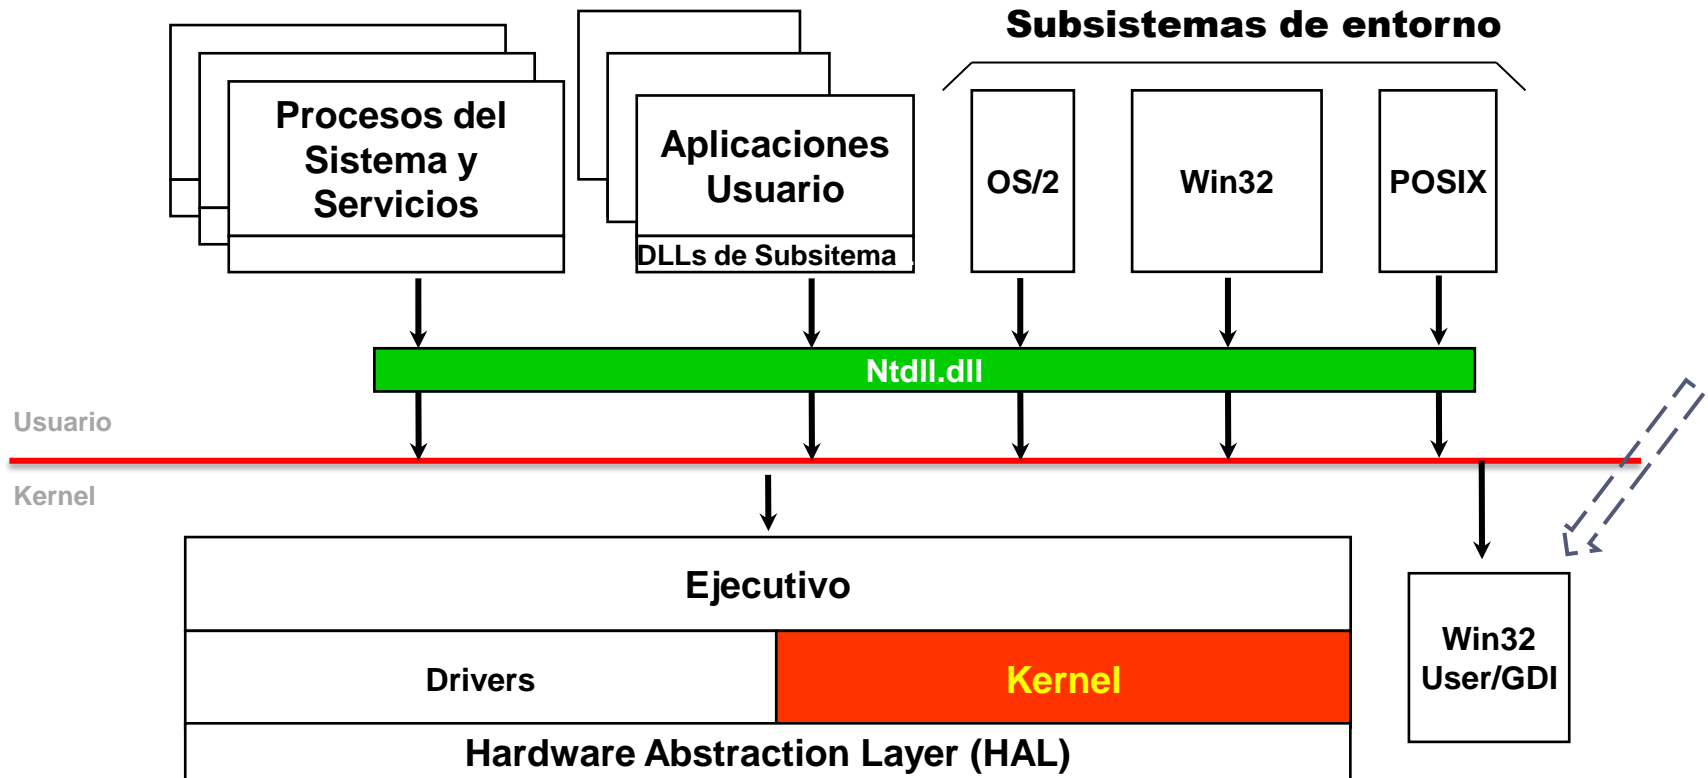 Subsistemas de entorno
Procesos del
Sistema y
Servicios
Aplicaciones
Usuario
DLLs de Subsitema
OS/2
Win32
POSIX
Ntdll.dll
Usuario
Kernel
Ejecutivo
Drivers
Kernel
Hardware Abstraction Layer (HAL)
Win32
User/GDI